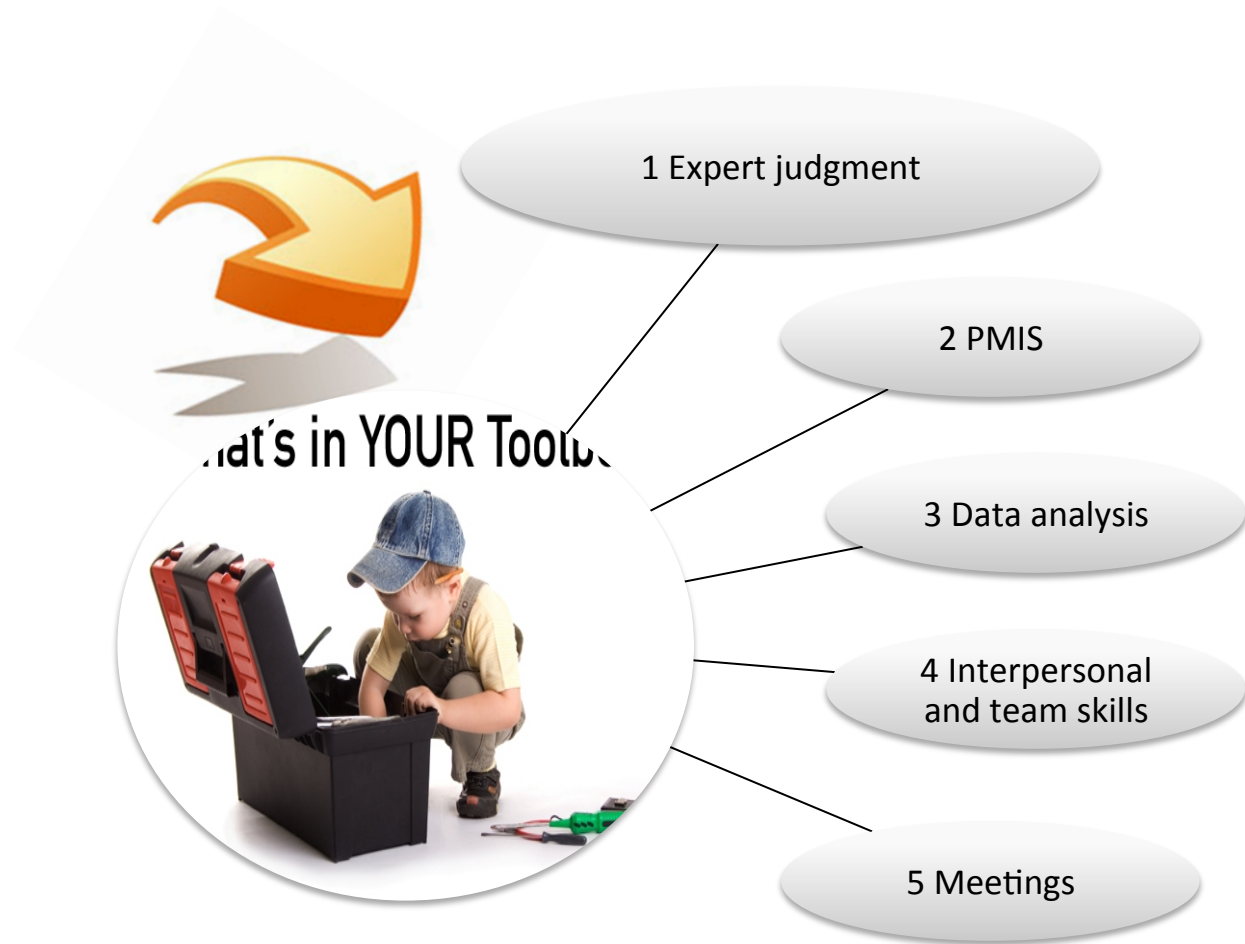 1 Expert judgment
2 PMIS
's in YOUR
3 Data analysis
4 Interpersonal
and team skills
5 Meetings